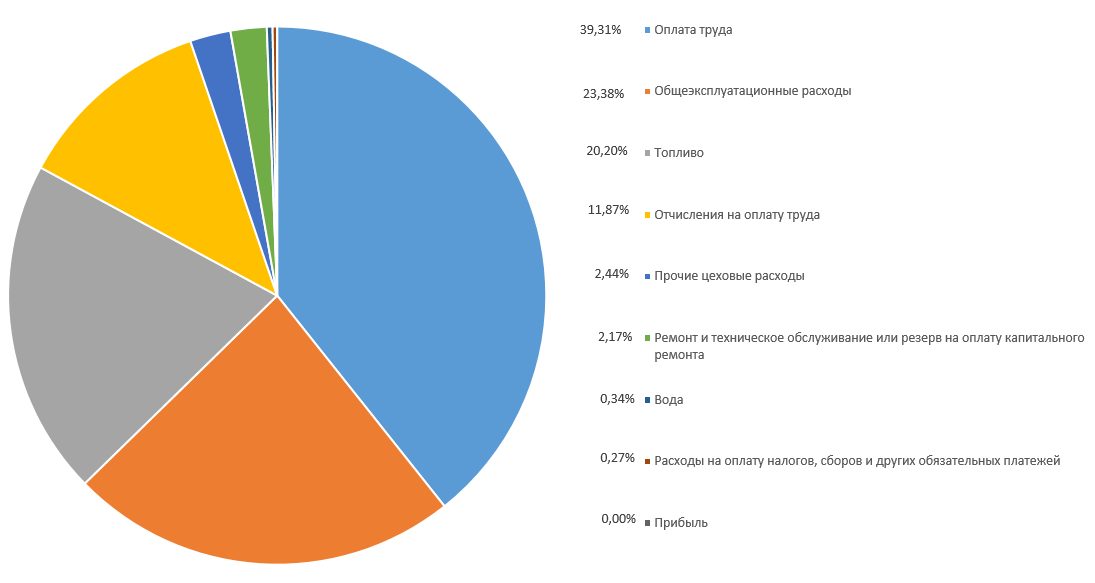 39,31% Оплата труда
23,38% Общеэксплуатационные расходы
20,20% Топливо
11,87% Отчисления на оплату труда
2,44% Прочие цеховые расходы
2,17% Ремонт и техническое обслуживание или резерв на оплату капитального
ремонта
0,34% Вода
0,27% Расходы на оплату налогов, сборов и других обязательных платежей
0,00% Прибыль